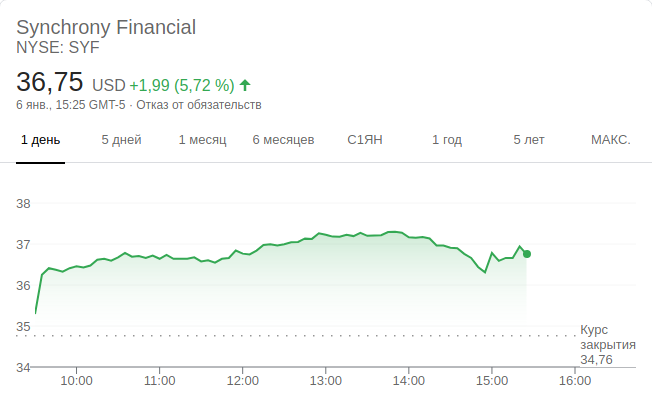 Synchrony Financial
NYSE: SYF
36,75 USD +1,99 (5,72 %)
6 янв., 15:25 GMT-5 · Отказ от обязательств
1 день 5 дней 1 месяц 6 месяцев С1ЯН 1 год 5 лет МАКС.
38
37
36
35
Курс
закрытия
34,76
34
10:00 11:00 12:00 13:00 14:00 15:00 16:00